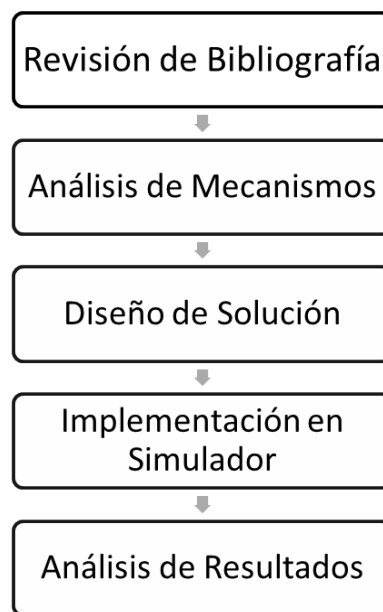 Revisión de Bibliografía
Análisis de Mecanismos
Diseño de Solución
Implementación en
Simulador
Análisis de Resultados